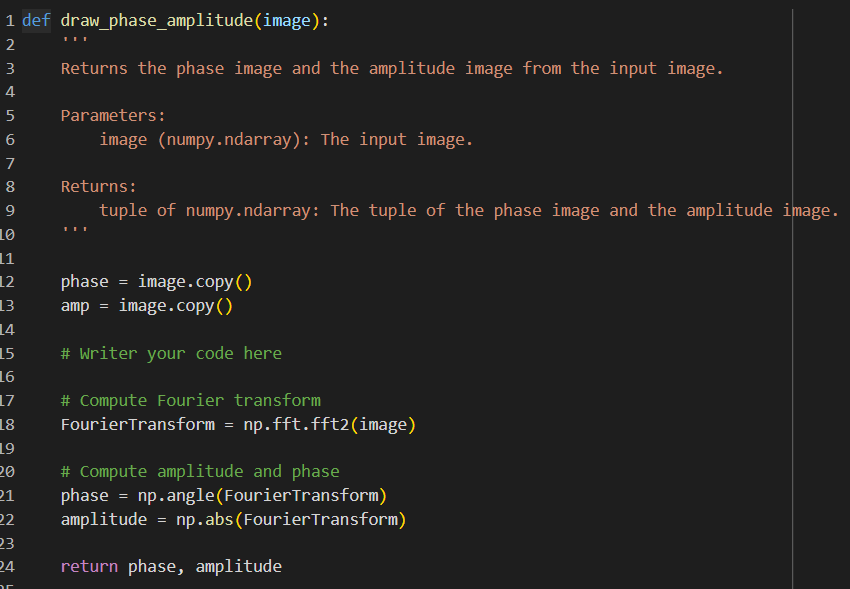 1 def draw_phase_amplitude(image):
2     '''
3     Returns the phase image and the amplitude image from the input image.
4
5     Parameters:
6         image (numpy.ndarray): The input image.
7
8     Returns:
9         tuple of numpy.ndarray: The tuple of the phase image and the amplitude image.
10     '''
11
12     phase = image.copy()
13     amp = image.copy()
14
15     # Writer your code here
16
17     # Compute Fourier transform
18     FourierTransform = np.fft.fft2(image)
19
20     # Compute amplitude and phase
21     phase = np.angle(FourierTransform)
22     amplitude = np.abs(FourierTransform)
23
24     return phase, amplitude